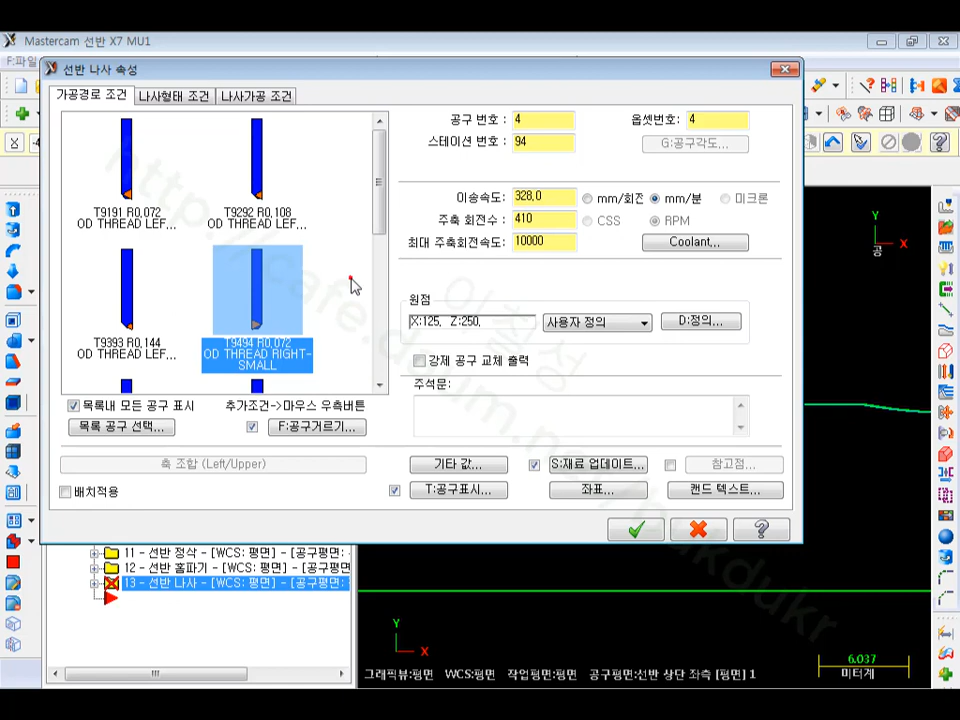 Mastercam 선반 X7 MU1
F:파일
선반 나사 속성
가공경로 조건 나사형태 조건 나사가공 조건
T9191 R0,072
OD THREAD LEF...
T9292 R0,108
OD THREAD LEF...
T9393 R0,144
OD THREAD LEF...
T9494 R0,072
OD THREAD RIGHT-
SMALL
목록내 모든 공구 표시
추가조건->마우스 우측버튼
목록 공구 선택...
F:공구거르기...
축 조합 (Left/Upper)
배치적용
공구 번호 : 4
옵셋번호: 4
스테이션 번호 : 94
G:공구각도...
이송속도: 328,0 mm/회전 mm/분 미크론
주축 회전수: 410 CSS RPM
최대 주축회전속도: 10000 Coolant...
원점
X:125, Z:250, 사용자 정의 D:정의...
강제 공구 교체 출력
주석문:
기타 값... S:재료 업데이트... 참고점...
T:공구표시... 좌표... 캔드 텍스트...
11 - 선반 정삭 - [WCS: 평면] - [공구평면:
12 - 선반 홈파기 - [WCS: 평면] - [공구평면
13 - 선반 나사 - [WCS: 평면] - [공구평면:
Y
X
공
Y
X
6.037
미터계
그래픽뷰:평면 WCS:평면 작업평면:평면 공구평면:선반 상단 좌측 [평면] 1